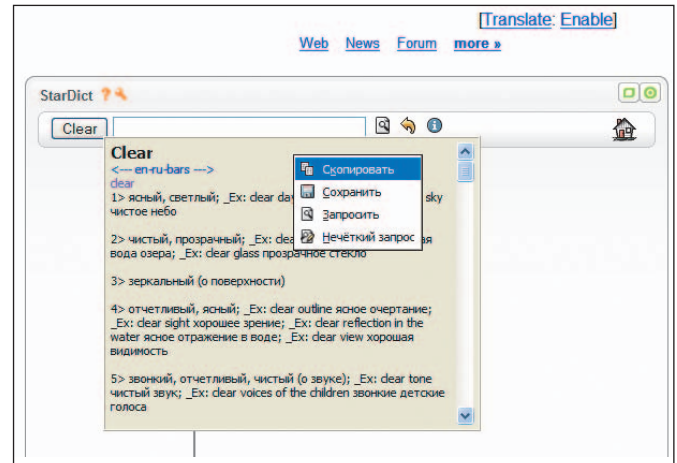 [Translate: Enable]
Web News Forum more »
StarDict
Clear
Clear
<--- en-ru-bars --->
clear
1> ясный, светлый; _Ex: clear day sky
Скопировать
Сохранить
чистое небо
Запросить
2> чистый, прозрачный; _Ex:
Нечёткий запрос
вода озера; _Ex: clear glass прозрачное стекло
3> зеркальный (о поверхности)
4> отчетливый, ясный; _Ex: clear outline ясное очертание;
_Ex: clear sight хорошее зрение; _Ex: clear reflection in the
water ясное отражение в воде; _Ex: clear view хорошая
видимость
5> звонкий, отчетливый, чистый (о звуке); _Ex: clear tone
чистый звук; _Ex: clear voices of the children звонкие детские
голоса